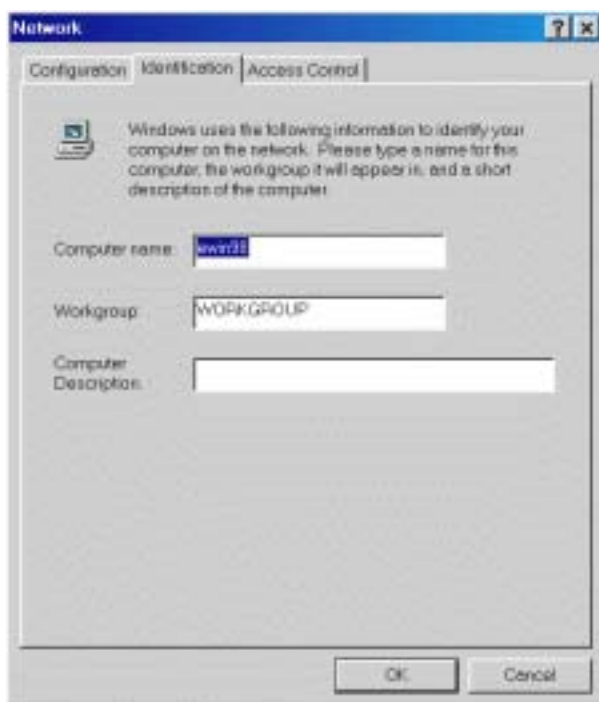 Network
? ×
Configuration Identification Access Control
Windows uses the following information to identify your
computer on the network. Please type a name for this
computer, the workgroup it will appear in, and a short
description of the computer.
Computer name:
WORKGROUP
Workgroup:
Computer
Description:
OK Cancel